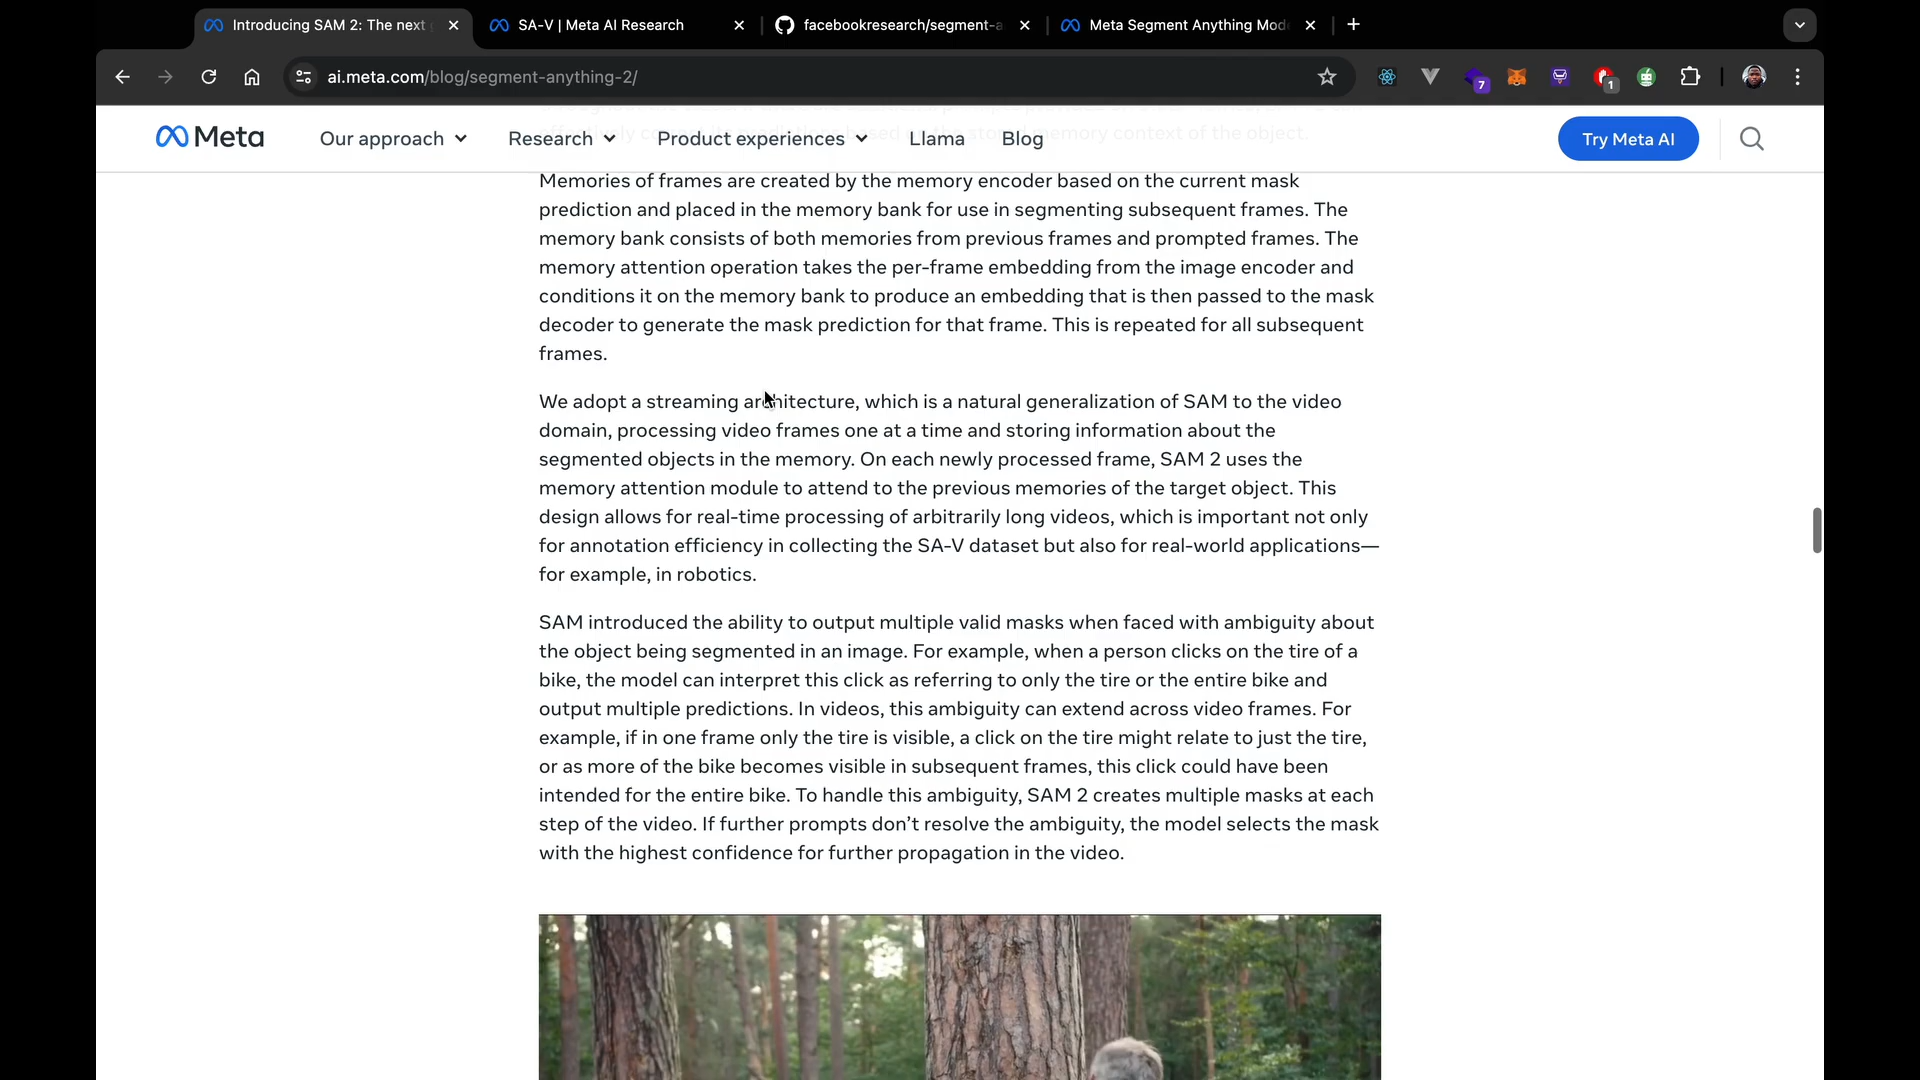 Introducing SAM 2: The next
SA-V | Meta AI Research
facebookresearch/segment-a
Meta Segment Anything Mod
ai.meta.com/blog/segment-anything-2/
7
1
effectively correct its predictions based on the stored memory context of the object.
Meta
Our approach
Research
Product experiences
Llama
Blog
Try Meta AI
Memories of frames are created by the memory encoder based on the current mask
prediction and placed in the memory bank for use in segmenting subsequent frames. The
memory bank consists of both memories from previous frames and prompted frames. The
memory attention operation takes the per-frame embedding from the image encoder and
conditions it on the memory bank to produce an embedding that is then passed to the mask
decoder to generate the mask prediction for that frame. This is repeated for all subsequent
frames.
We adopt a streaming architecture, which is a natural generalization of SAM to the video
domain, processing video frames one at a time and storing information about the
segmented objects in the memory. On each newly processed frame, SAM 2 uses the
memory attention module to attend to the previous memories of the target object. This
design allows for real-time processing of arbitrarily long videos, which is important not only
for annotation efficiency in collecting the SA-V dataset but also for real-world applications—
for example, in robotics.
SAM introduced the ability to output multiple valid masks when faced with ambiguity about
the object being segmented in an image. For example, when a person clicks on the tire of a
bike, the model can interpret this click as referring to only the tire or the entire bike and
output multiple predictions. In videos, this ambiguity can extend across video frames. For
example, if in one frame only the tire is visible, a click on the tire might relate to just the tire,
or as more of the bike becomes visible in subsequent frames, this click could have been
intended for the entire bike. To handle this ambiguity, SAM 2 creates multiple masks at each
step of the video. If further prompts don’t resolve the ambiguity, the model selects the mask
with the highest confidence for further propagation in the video.